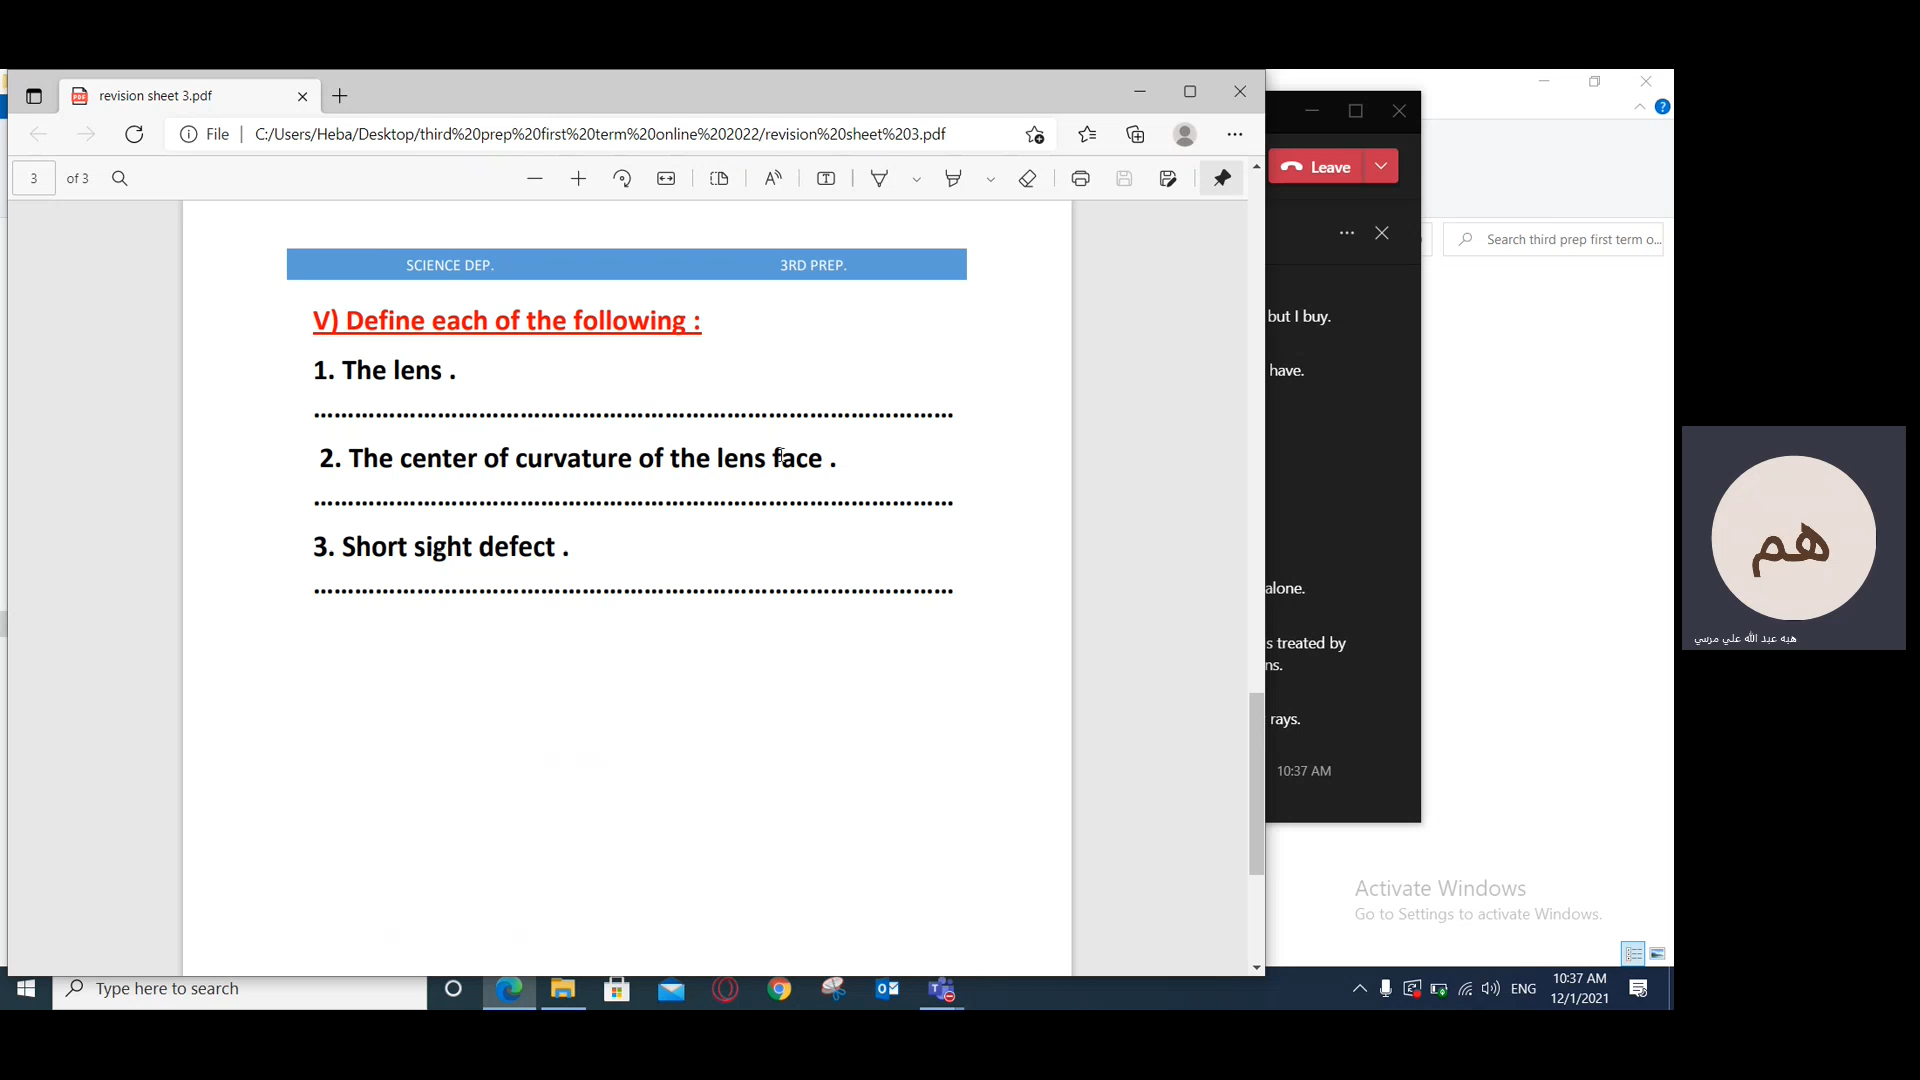 revision sheet 3.pdf
File
C:/Users/Heba/Desktop/third%20prep%20first%20term%20online%202022/revision%20sheet%203.pdf
3 of 3
SCIENCE DEP. 3RD PREP.
V) Define each of the following :
1. The lens .
................................................................................................
2. The center of curvature of the lens face .
................................................................................................
3. Short sight defect .
................................................................................................
Leave
Search third prep first term o...
but I buy.
have.
alone.
s treated by
ns.
rays.
10:37 AM
هبه عبد الله علي مرسي
هم
Activate Windows
Go to Settings to activate Windows.
Type here to search
ENG
10:37 AM
12/1/2021